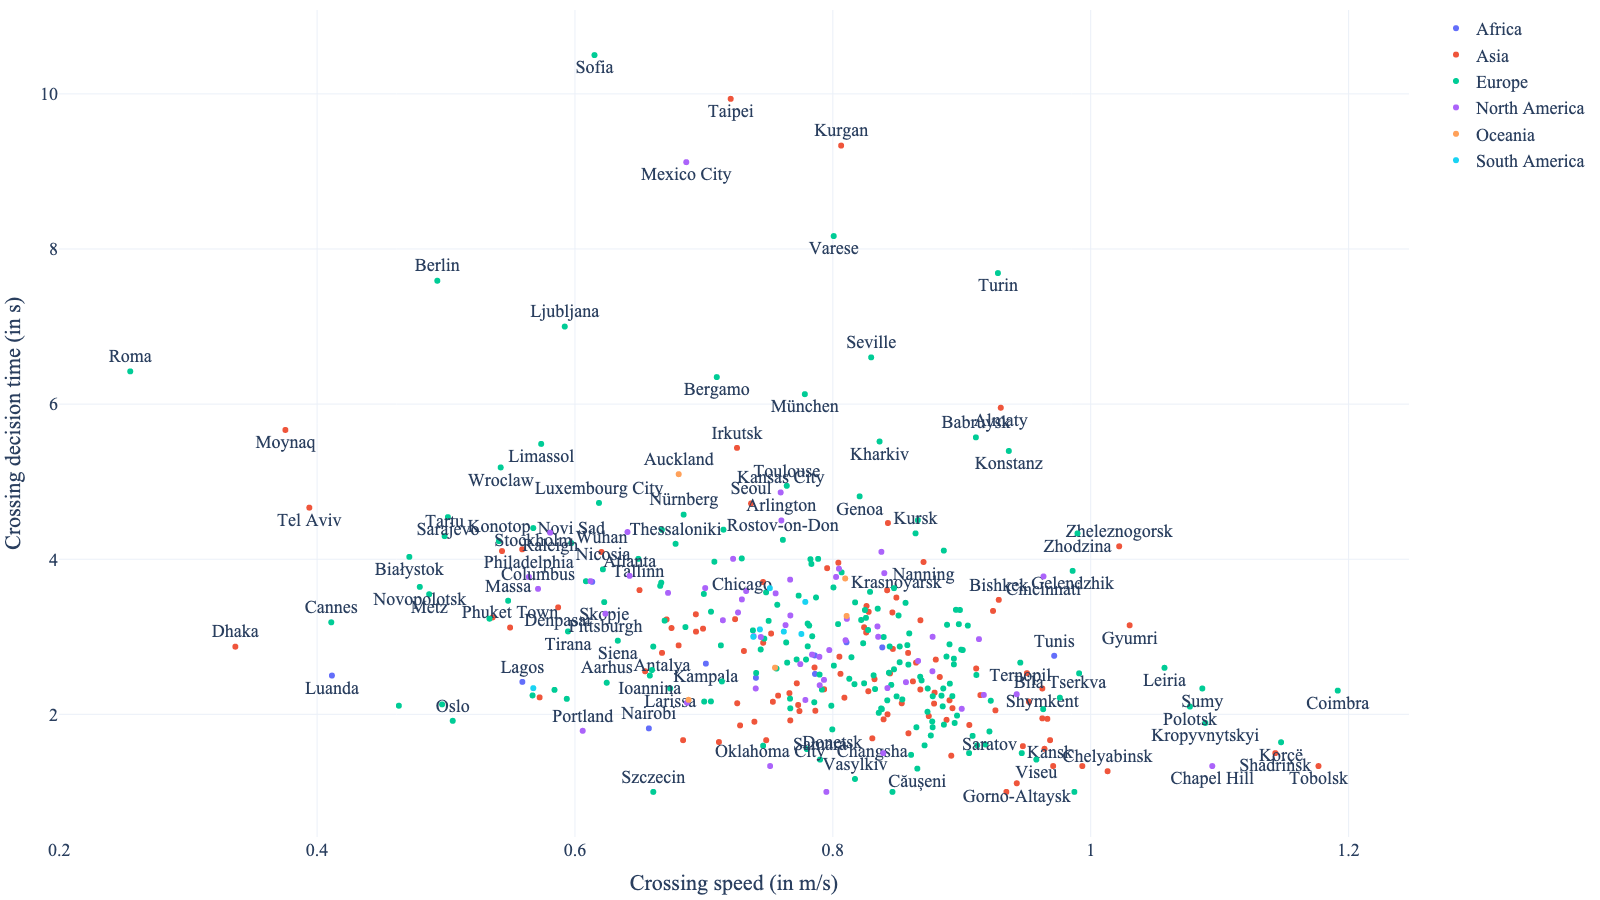 Africa
Asia
Europe
North America
Oceania
South America
Sofia
10
Taipei
Kurgan
Mexico City
8
Varese
Berlin
Turin
Ljubljana
Seville
Roma
Bergamo
6
München
Babruysk
Almaty
Moynaq
Irkutsk
Limassol
Auckland
Kharkiv
Konstanz
Wroclaw
Toulouse
Kansas City
Luxembourg City
Seoul
Nürnberg
Arlington
Genoa
Tel Aviv
Tartu
Sarajevo
Konotop
Novi Sad
Thessaloniki
Rostov-on-Don
Kursk
Zheleznogorsk
Stockholm
Raleigh
Wuhan
Zhodzina
4
Nicosia
Philadelphia
Atlanta
Białystok
Columbus
Tallinn
Nanning
Massa
Chicago
Krasnoyarsk
Bishkek
Gelendzhik
Cincinnati
Novopolotsk
Metz
Cannes
Phuket Town
Skopje
Denpasar
Pittsburgh
Dhaka
Tirana
Siena
Tunis
Gyumri
Lagos
Aarhus
Antalya
Kampala
Ternopil
Bila Tserkva
Leiria
Luanda
Ioannina
Larissa
Shymkent
Sumy
Coimbra
Oslo
Portland
Nairobi
2
Polotsk
Kropyvnytskyi
Oklahoma City
Samara
Donetsk
Changsha
Saratov
Kansk
Chelyabinsk
Korçë
Shadrinsk
Vasylkiv
Viseu
Szczecin
Căușeni
Chapel Hill
Tobolsk
Gorno-Altaysk
0.2
0.4
0.6
0.8
1
1.2
Crossing speed (in m/s)
Crossing decision time (in s)